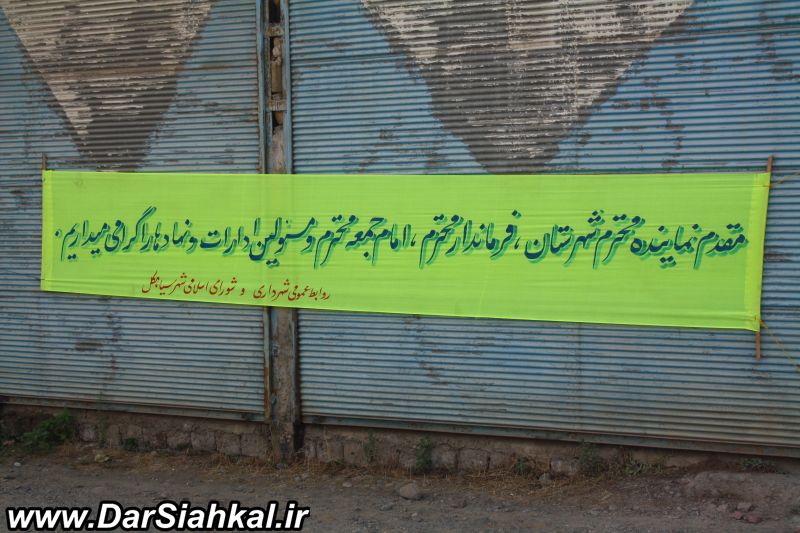 مقدم نماینده محترم شهرستان ، فرماندار محترم ، امام جمعه محترم و مسئولین ادارات و نهادها را گرامی میداریم .
روابط عمومی شهرداری و شورای اسلامی شهر سیاهکل
www.DarSiahkal.ir